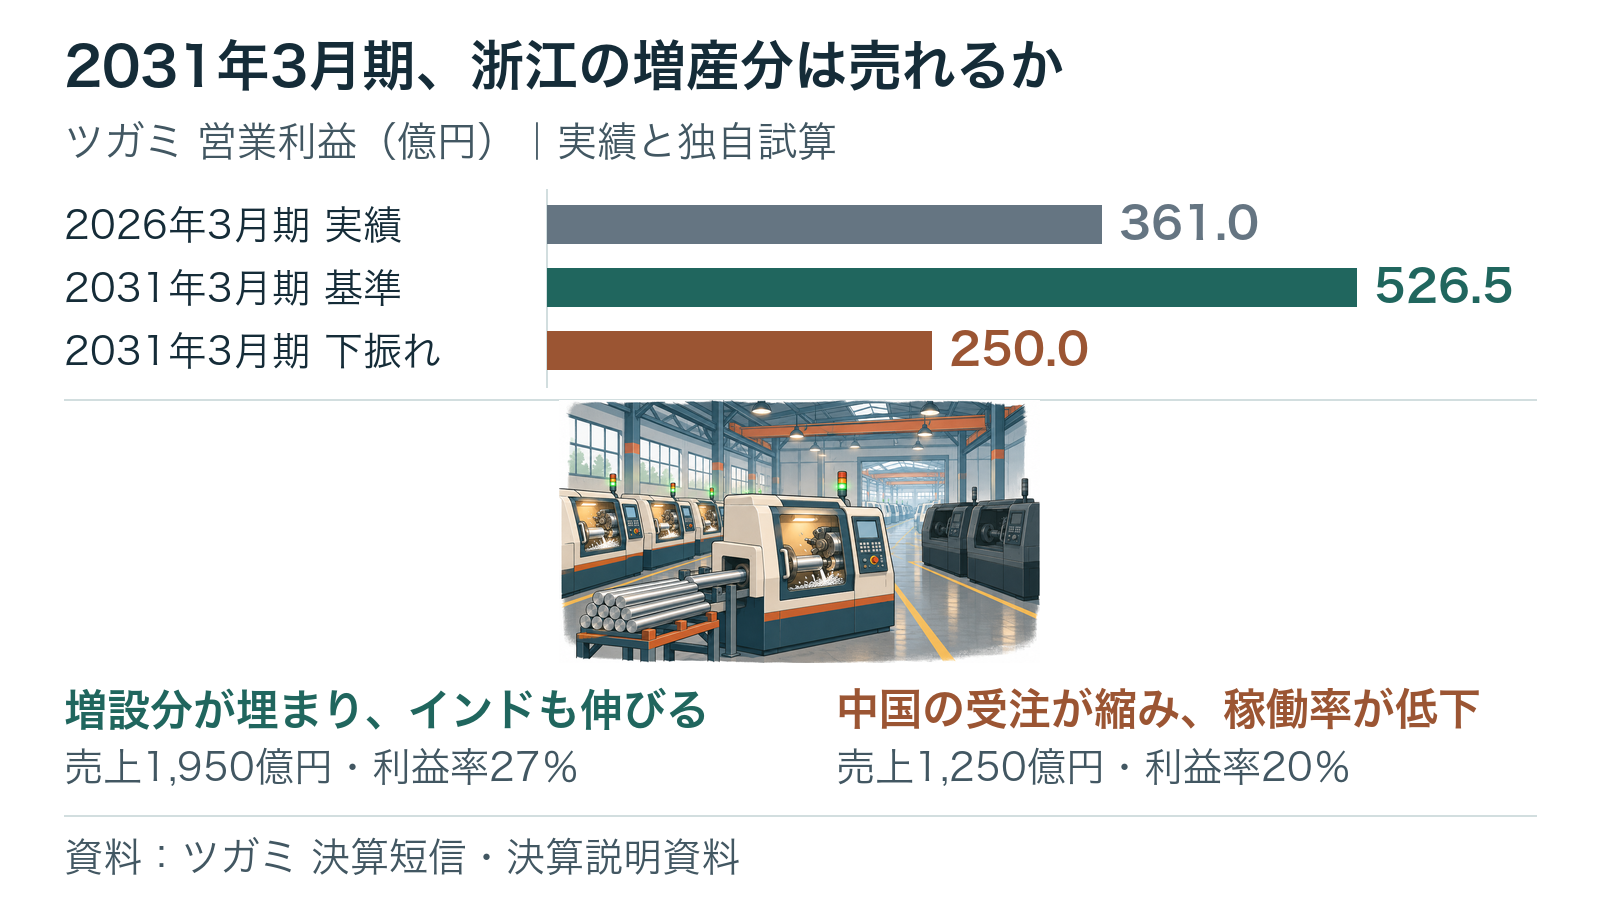 2031年3月期、浙江の増産分は売れるか
ツガミ 営業利益（億円）｜実績と独自試算
2026年3月期 実績 361.0
2031年3月期 基準 526.5
2031年3月期 下振れ 250.0
増設分が埋まり、インドも伸びる
売上1,950億円・利益率27%
中国の受注が縮み、稼働率が低下
売上1,250億円・利益率20%
資料：ツガミ 決算短信・決算説明資料